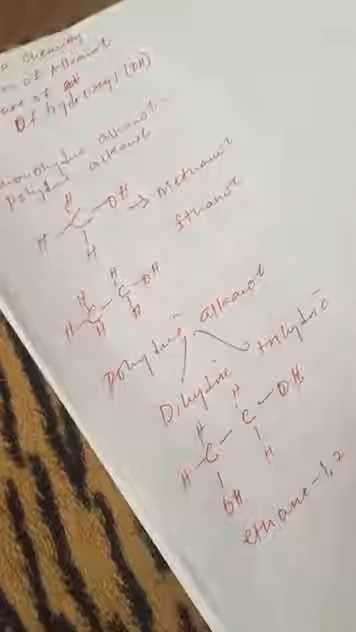 Chemistry
of Alkanol
of
Of hydroxyl (OH)
Monohydric alkanol -
Polyhydric alkanol
H
H - C - OH → Methanol
H
Ethanol
H H
H - C - C - OH
H H
Polyhydric alkanol
Dihydric trihydric
H H
H - C - C - OH
OH H
ethane-1,2